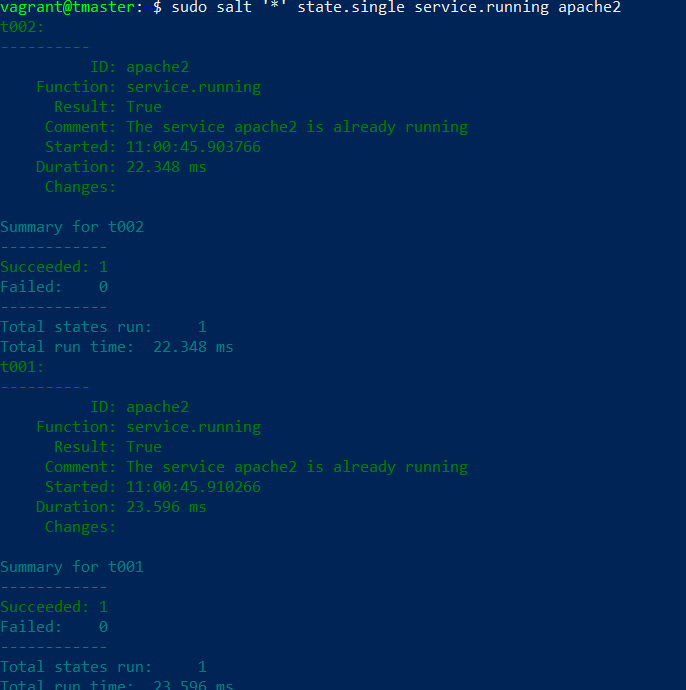 vagrant@tmaster:~$ sudo salt '*' state.single service.running apache2
t002:
----------
          ID: apache2
    Function: service.running
      Result: True
     Comment: The service apache2 is already running
     Started: 11:00:45.903766
    Duration: 22.348 ms
     Changes:

Summary for t002
------------
Succeeded: 1
Failed:    0
------------
Total states run:     1
Total run time:  22.348 ms
t001:
----------
          ID: apache2
    Function: service.running
      Result: True
     Comment: The service apache2 is already running
     Started: 11:00:45.910266
    Duration: 23.596 ms
     Changes:

Summary for t001
------------
Succeeded: 1
Failed:    0
------------
Total states run:     1
Total run time:  23.596 ms